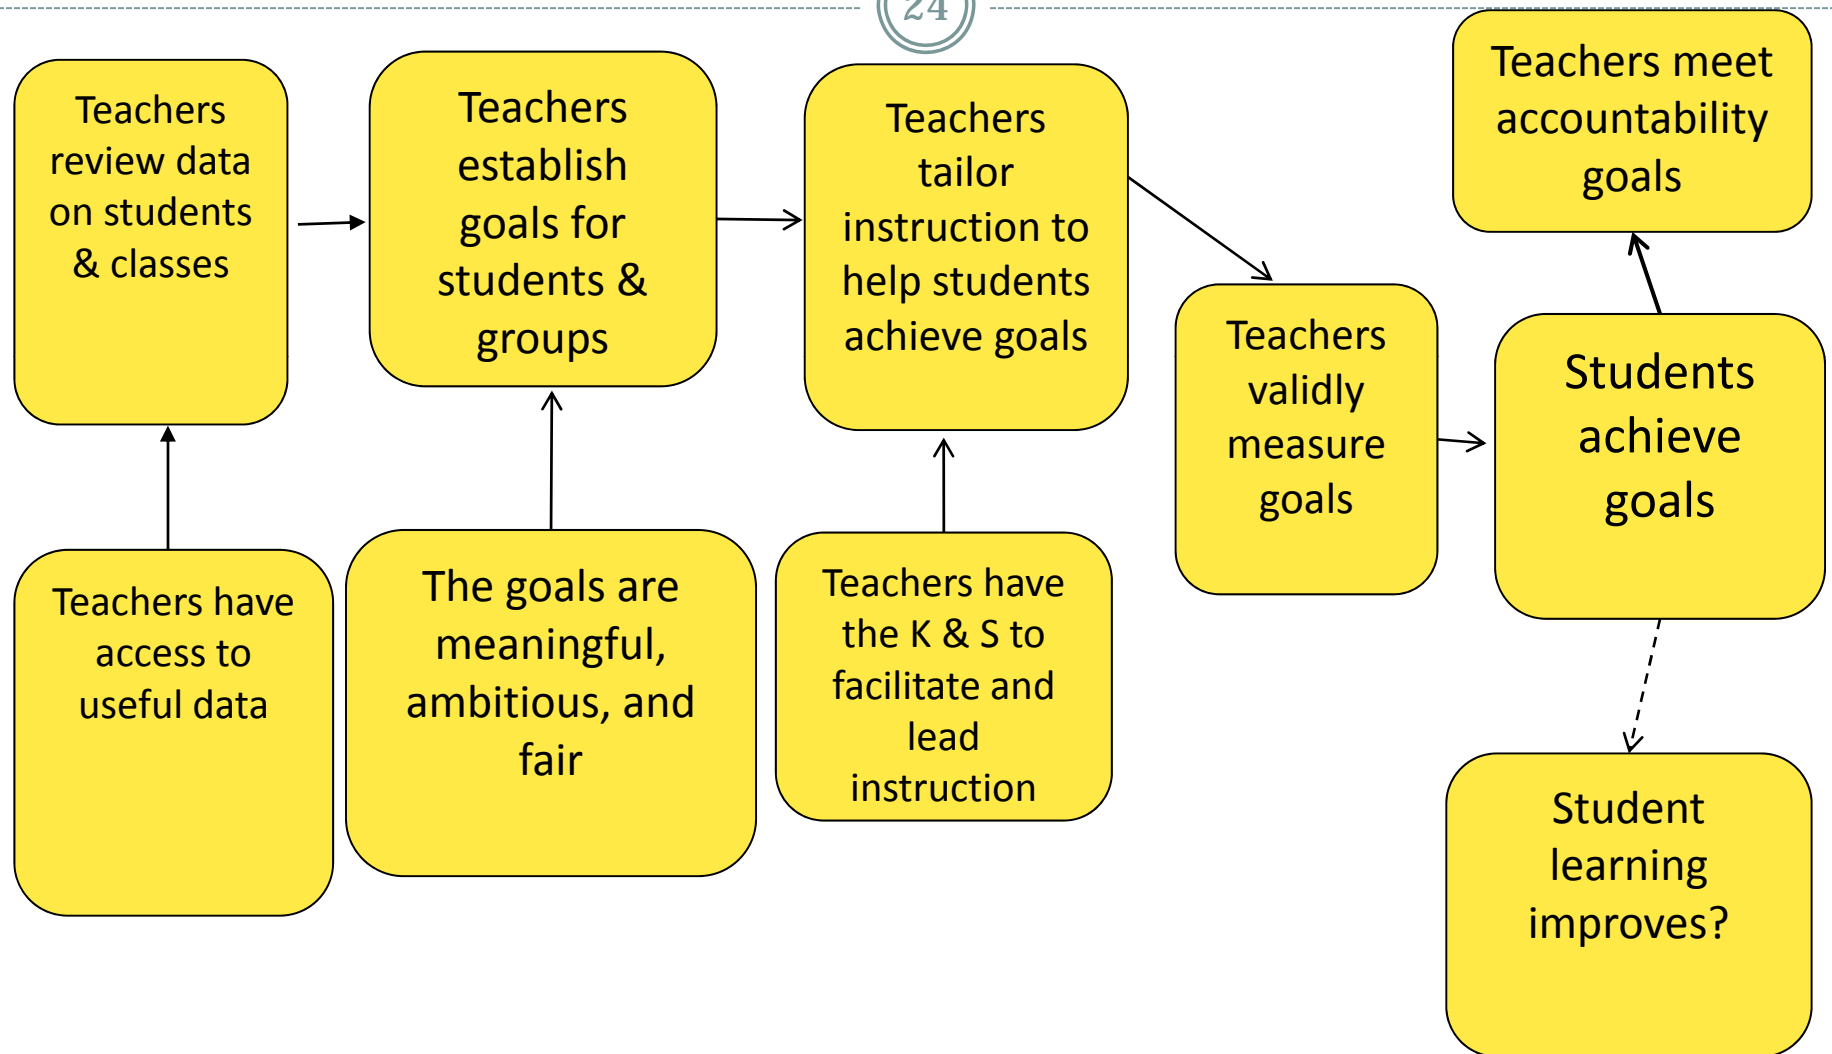 24
Teachers
review data
on students
& classes
Teachers
establish
goals for
students &
groups
Teachers
tailor
instruction to
help students
achieve goals
Teachers
validly
measure
goals
Students
achieve
goals
Teachers meet
accountability
goals
Teachers have
access to
useful data
The goals are
meaningful,
ambitious, and
fair
Teachers have
the K & S to
facilitate and
lead
instruction
Student
learning
improves?